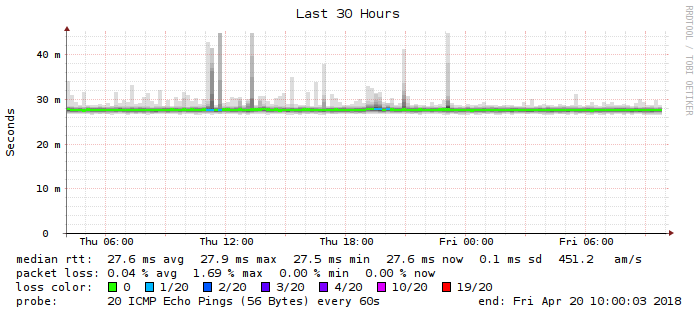 Last 30 Hours
RRDTOOL / TOBI OETIKER
Seconds
40 m
30 m
20 m
10 m
0
Thu 06:00 Thu 12:00 Thu 18:00 Fri 00:00 Fri 06:00
median rtt: 27.6 ms avg 27.9 ms max 27.5 ms min 27.6 ms now 0.1 ms sd 451.2 am/s
packet loss: 0.04 % avg 1.69 % max 0.00 % min 0.00 % now
loss color: 0 1/20 2/20 3/20 4/20 10/20 19/20
probe: 20 ICMP Echo Pings (56 Bytes) every 60s end: Fri Apr 20 10:00:03 2018